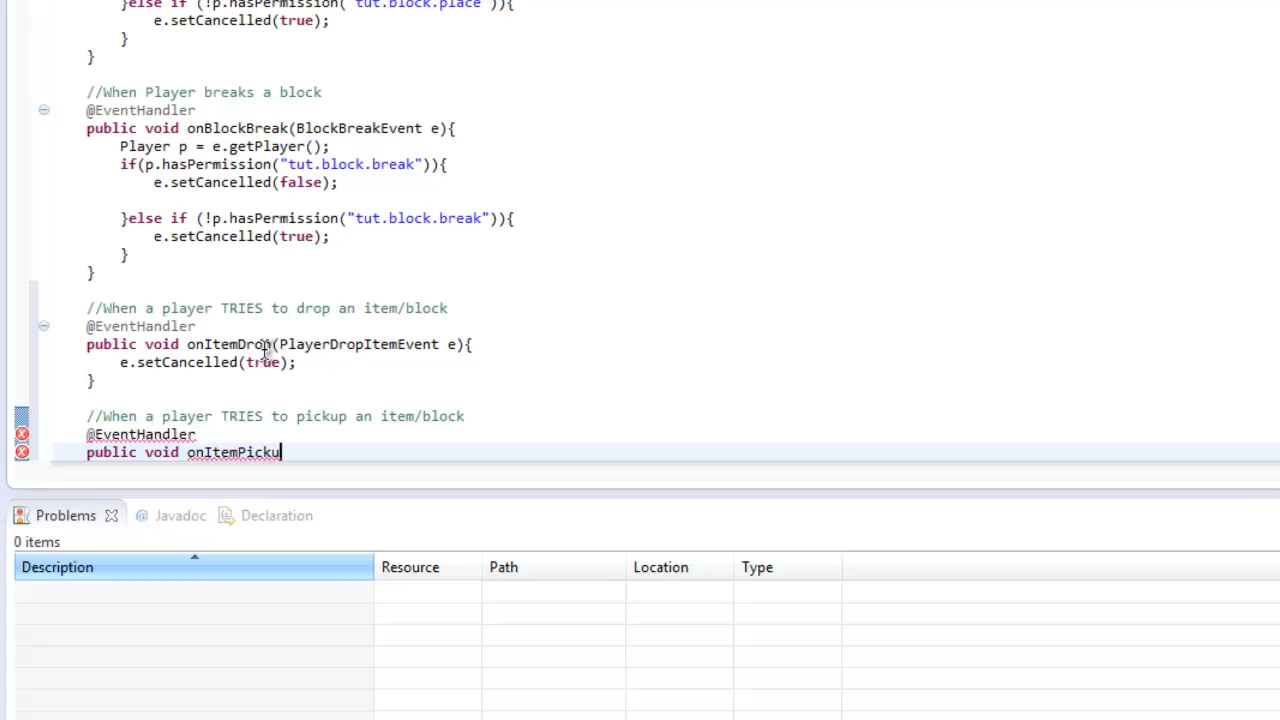 }else if (!p.hasPermission("tut.block.place")){
e.setCancelled(true);
}
}
//When Player breaks a block
@EventHandler
public void onBlockBreak(BlockBreakEvent e){
Player p = e.getPlayer();
if(p.hasPermission("tut.block.break")){
e.setCancelled(false);
}else if (!p.hasPermission("tut.block.break")){
e.setCancelled(true);
}
}
//When a player TRIES to drop an item/block
@EventHandler
public void onItemDrop(PlayerDropItemEvent e){
e.setCancelled(true);
}
//When a player TRIES to pickup an item/block
@EventHandler
public void onItemPicku
Problems @ Javadoc Declaration
0 items
Description Resource Path Location Type